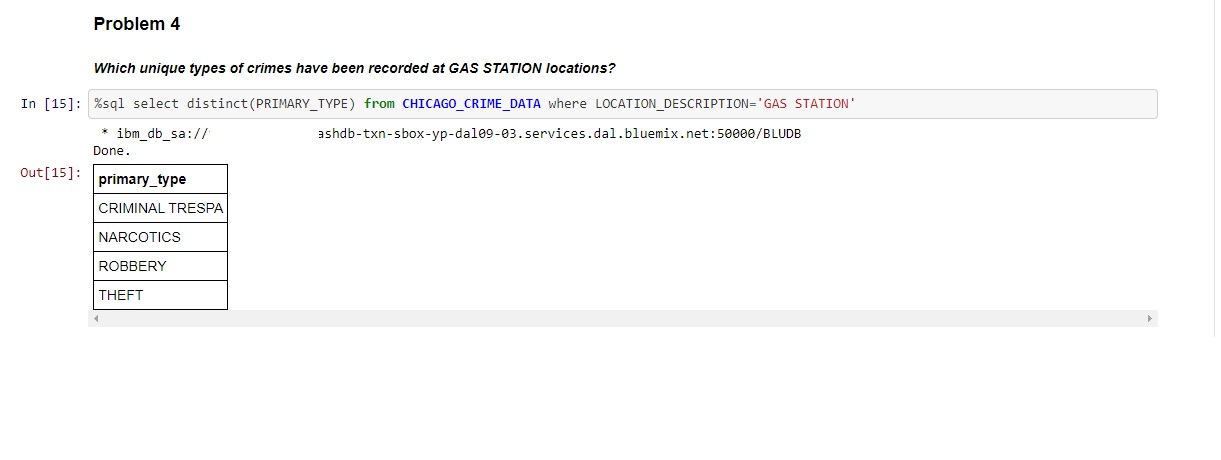 Problem 4
Which unique types of crimes have been recorded at GAS STATION locations?
In [15]: %sql select distinct(PRIMARY_TYPE) from CHICAGO_CRIME_DATA where LOCATION_DESCRIPTION='GAS STATION'
* ibm_db_sa:// ashdb-txn-sbox-yp-dal09-03.services.dal.bluemix.net:50000/BLUDB
Done.
Out[15]: primary_type
CRIMINAL TRESPA
NARCOTICS
ROBBERY
THEFT